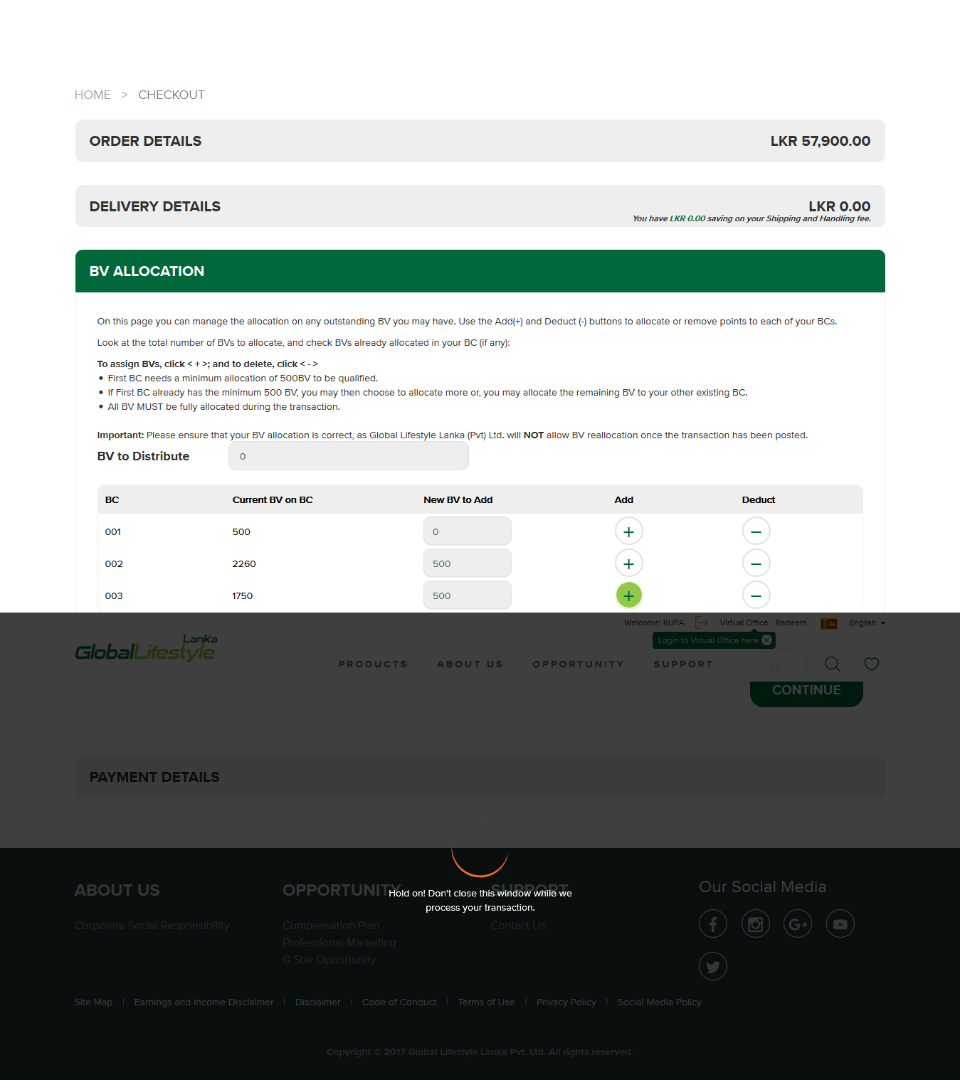 HOME > CHECKOUT
ORDER DETAILS LKR 57,900.00
DELIVERY DETAILS LKR 0.00
You have LKR 0.00 saving on your Shipping and Handling fee.
BV ALLOCATION
On this page you can manage the allocation on any outstanding BV you may have. Use the Add(+) and Deduct (-) buttons to allocate or remove points to each of your BCs.
Look at the total number of BVs to allocate, and check BVs already allocated in your BC (if any):
To assign BVs, click < + >; and to delete, click < - >
• First BC needs a minimum allocation of 500BV to be qualified.
• If First BC already has the minimum 500 BV, you may then choose to allocate more or, you may allocate the remaining BV to your other existing BC.
• All BV MUST be fully allocated during the transaction.
Important: Please ensure that your BV allocation is correct, as Global Lifestyle Lanka (Pvt) Ltd. will NOT allow BV reallocation once the transaction has been posted.
BV to Distribute 0
BC Current BV on BC New BV to Add Add Deduct
001 500 0 + −
002 2260 500 + −
003 1750 500 + −
Welcome! RUFA Virtual Office Redeem English
Lanka
GlobalLifestyle
Login to Virtual Office here
PRODUCTS ABOUT US OPPORTUNITY SUPPORT
CONTINUE
PAYMENT DETAILS
ABOUT US OPPORTUNITY SUPPORT Our Social Media
Hold on! Don't close this window while we
process your transaction.
Corporate Social Responsibility Compensation Plan Contact Us
Professional Marketing
G Star Opportunity
Site Map | Earnings and Income Disclaimer | Disclaimer | Code of Conduct | Terms of Use | Privacy Policy | Social Media Policy
Copyright © 2017 Global Lifestyle Lanka Pvt. Ltd. All rights reserved.